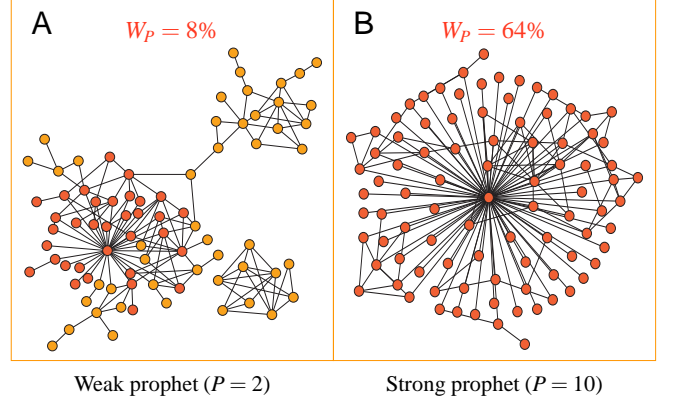 A
W_P = 8%
B
W_P = 64%
Weak prophet (P = 2)
Strong prophet (P = 10)